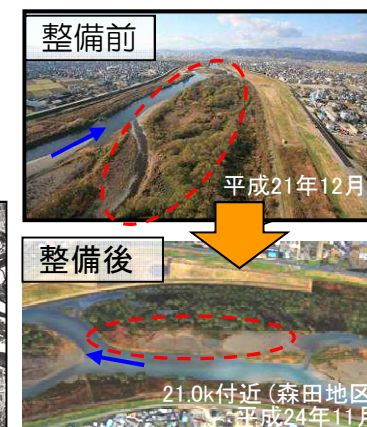 整備前
平成21年12月
整備後
21.0k付近（森田地区
平成24年11月